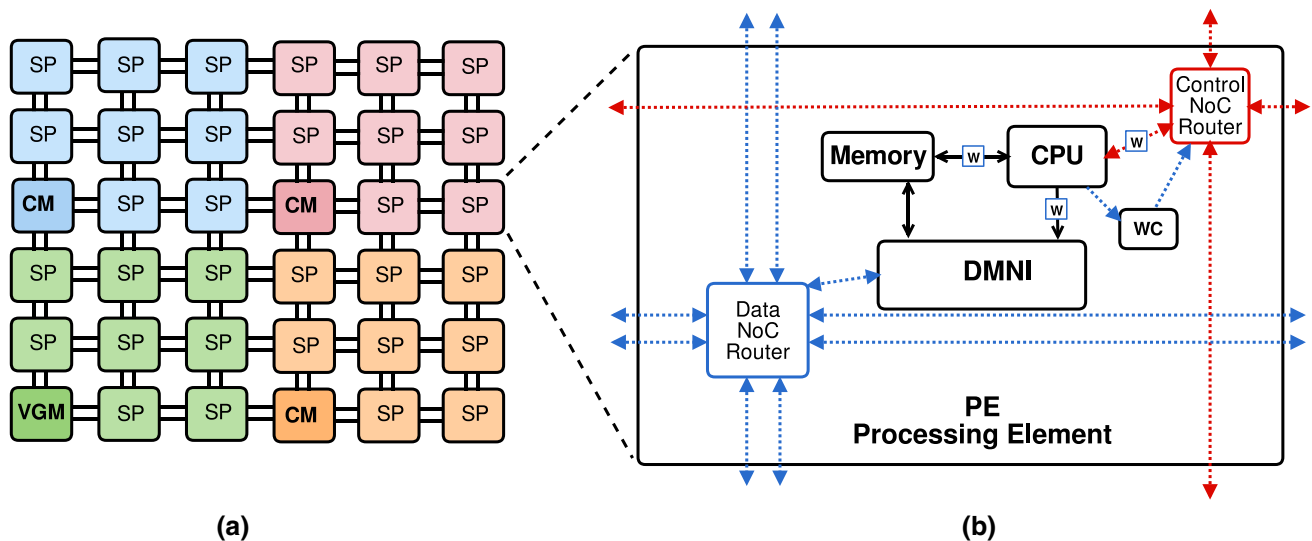 SP SP SP SP SP SP
SP SP SP SP SP SP
CM SP SP CM SP SP
SP SP SP SP SP SP
SP SP SP SP SP SP
VGM SP SP CM SP SP
(a)
Control
NoC
Router
Memory
W
CPU
W
W
WC
DMNI
Data
NoC
Router
PE
Processing Element
(b)